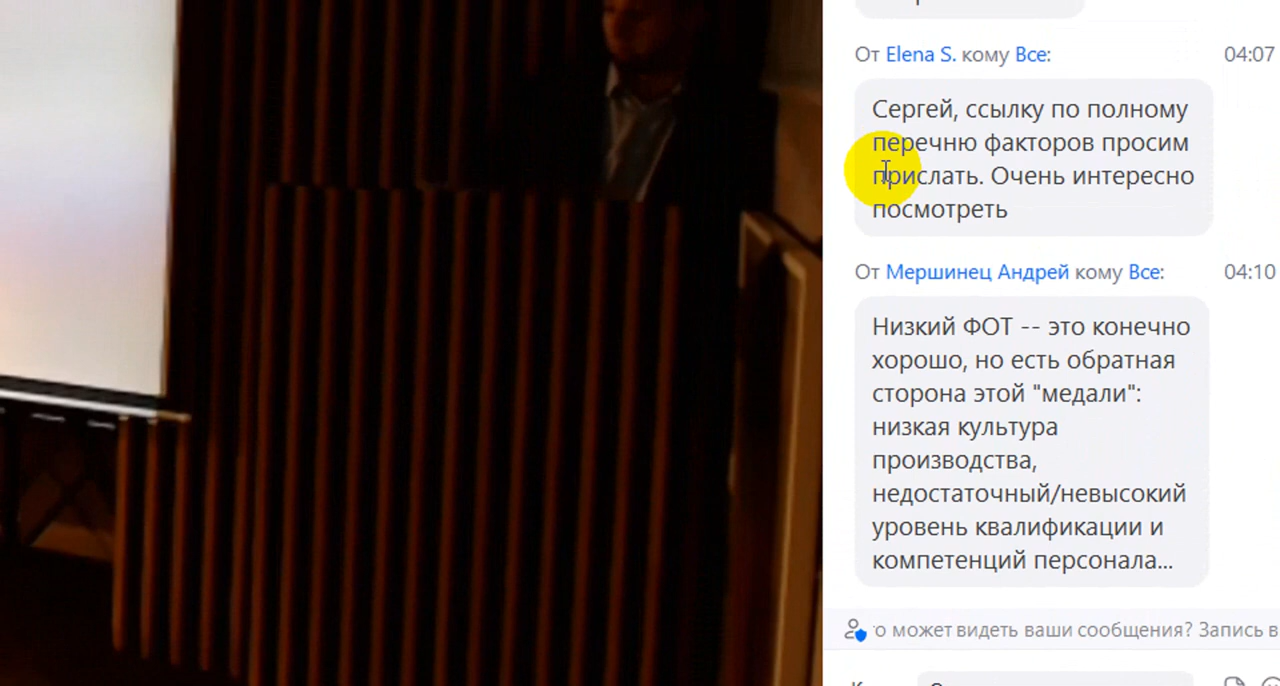 От Elena S. кому Все: 04:07
Сергей, ссылку по полному
перечню факторов просим
прислать. Очень интересно
посмотреть
От Мершинец Андрей кому Все: 04:10
Низкий ФОТ -- это конечно
хорошо, но есть обратная
сторона этой "медали":
низкая культура
производства,
недостаточный/невысокий
уровень квалификации и
компетенций персонала...
может видеть ваши сообщения? Запись